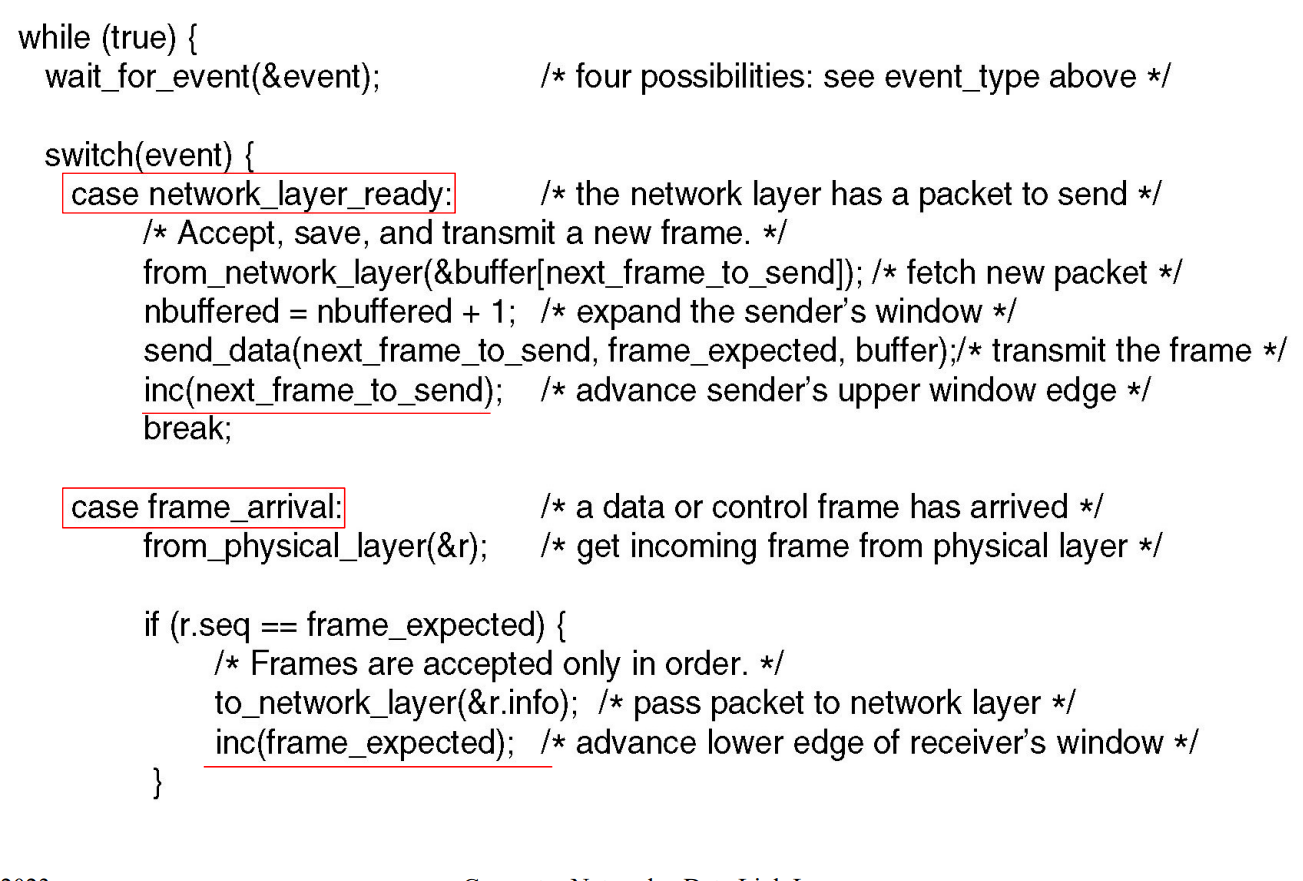 while (true) {
wait_for_event(&event); /* four possibilities: see event_type above */
switch(event) {
case network_layer_ready: /* the network layer has a packet to send */
/* Accept, save, and transmit a new frame. */
from_network_layer(&buffer[next_frame_to_send]); /* fetch new packet */
nbuffered = nbuffered + 1; /* expand the sender's window */
send_data(next_frame_to_send, frame_expected, buffer);/* transmit the frame */
inc(next_frame_to_send); /* advance sender's upper window edge */
break;
case frame_arrival: /* a data or control frame has arrived */
from_physical_layer(&r); /* get incoming frame from physical layer */
if (r.seq == frame_expected) {
/* Frames are accepted only in order. */
to_network_layer(&r.info); /* pass packet to network layer */
inc(frame_expected); /* advance lower edge of receiver's window */
}